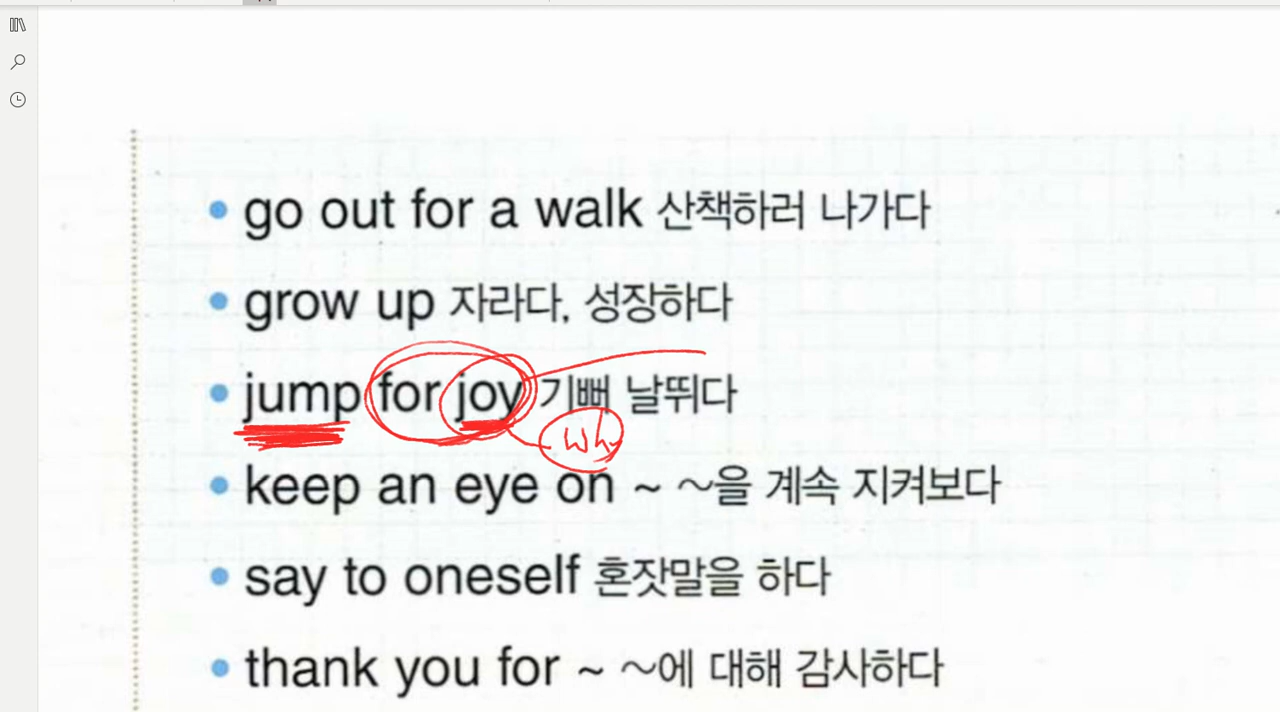 go out for a walk 산책하러 나가다
grow up 자라다, 성장하다
jump for joy 기뻐 날뛰다
Wh
keep an eye on ~ ~을 계속 지켜보다
say to oneself 혼잣말을 하다
thank you for ~ ~에 대해 감사하다